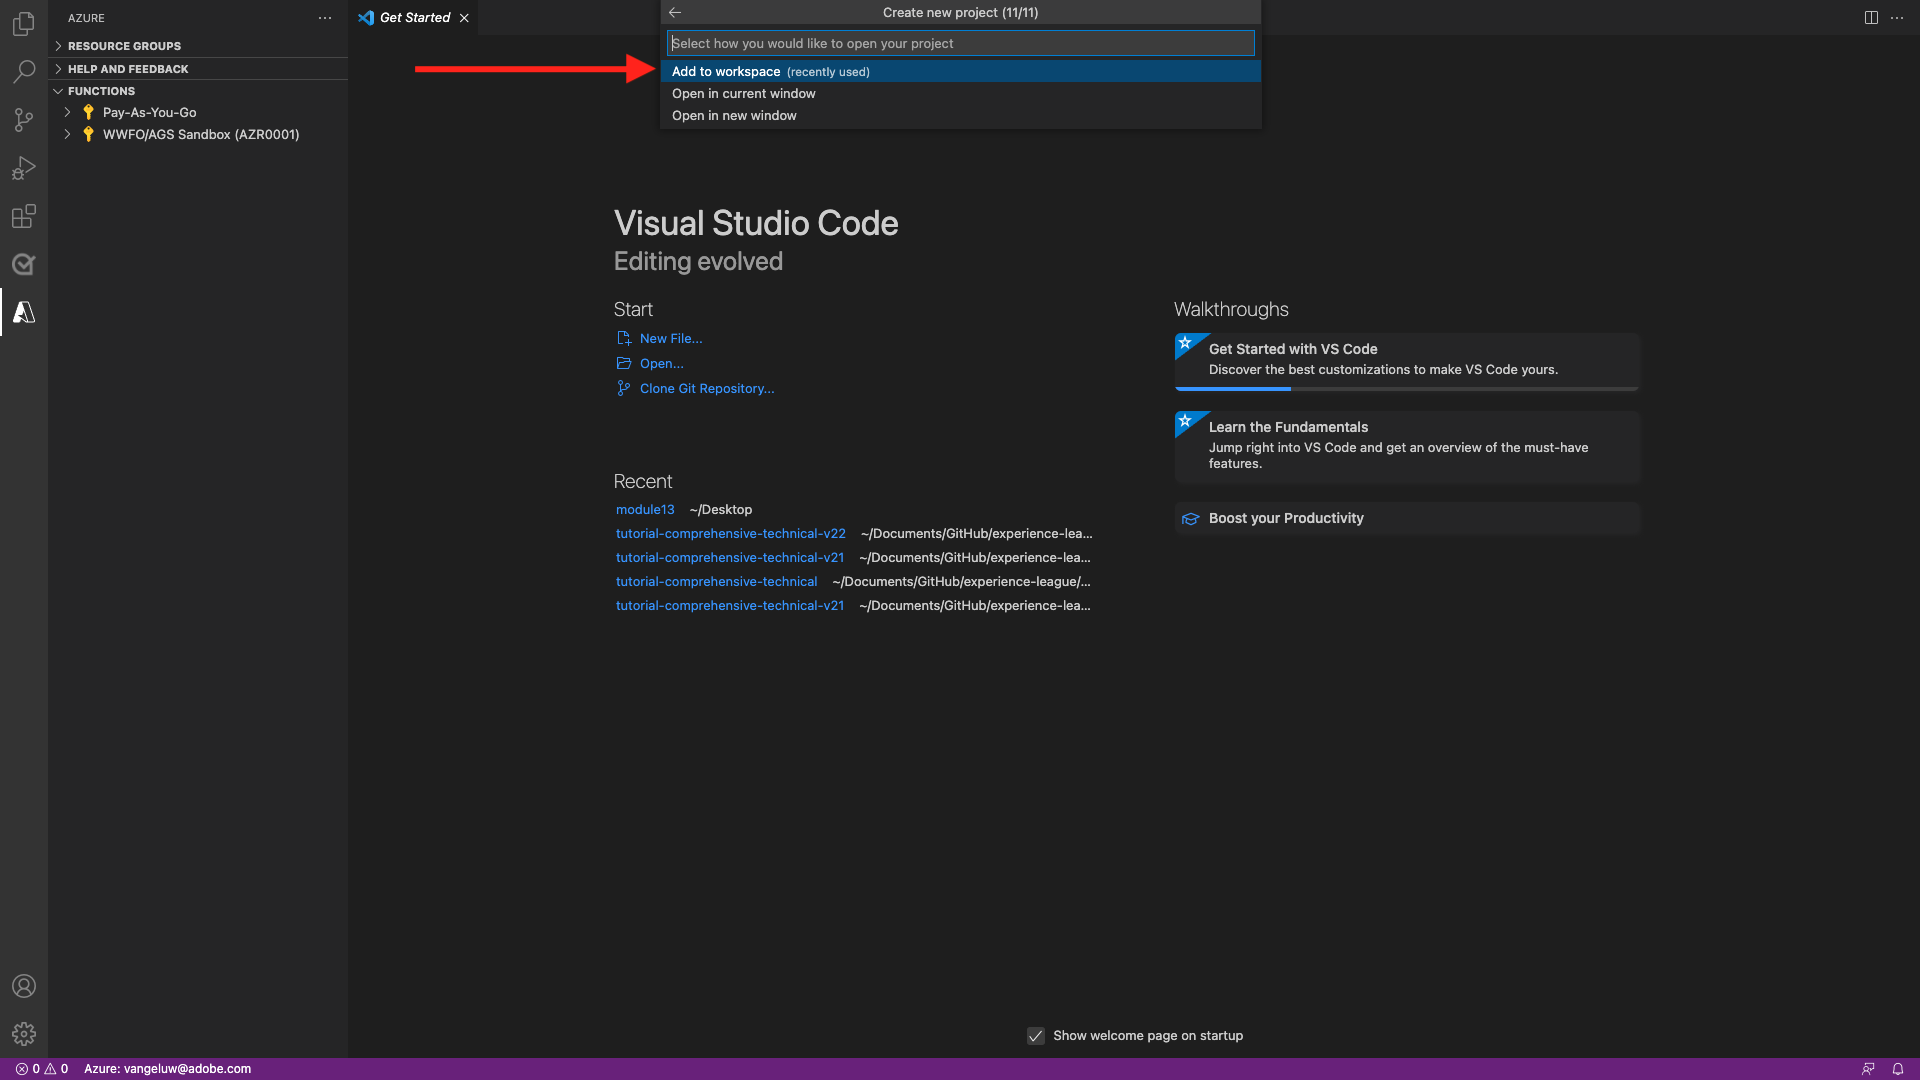 AZURE
RESOURCE GROUPS
HELP AND FEEDBACK
FUNCTIONS
Pay-As-You-Go
WWFO/AGS Sandbox (AZR0001)
Get Started
Create new project (11/11)
Select how you would like to open your project
Add to workspace (recently used)
Open in current window
Open in new window
Visual Studio Code
Editing evolved
Start
New File...
Open...
Clone Git Repository...
Recent
module13 ~/Desktop
tutorial-comprehensive-technical-v22 ~/Documents/GitHub/experience-lea...
tutorial-comprehensive-technical-v21 ~/Documents/GitHub/experience-lea...
tutorial-comprehensive-technical ~/Documents/GitHub/experience-league/...
tutorial-comprehensive-technical-v21 ~/Documents/GitHub/experience-lea...
Walkthroughs
Get Started with VS Code
Discover the best customizations to make VS Code yours.
Learn the Fundamentals
Jump right into VS Code and get an overview of the must-have
features.
Boost your Productivity
Show welcome page on startup
0 0 Azure: vangeluw@adobe.com